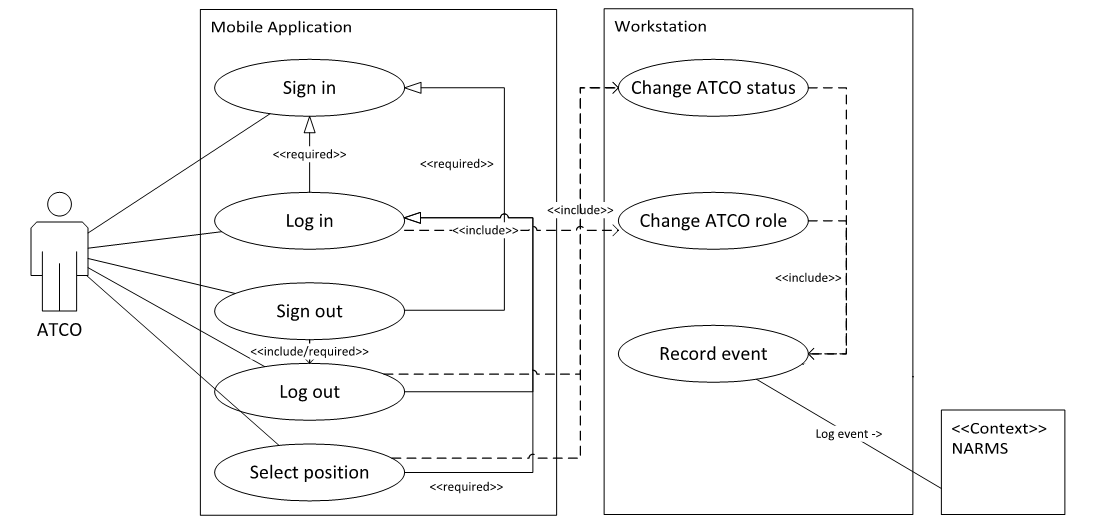 Mobile Application
Workstation
Sign in
Change ATCO status
<<required>>
<<required>>
Log in
<<include>>
<<include>>
Change ATCO role
<<include>>
Sign out
ATCO
<<include/required>>
Record event
Log out
Select position
<<required>>
Log event ->
<<Context>>
NARMS